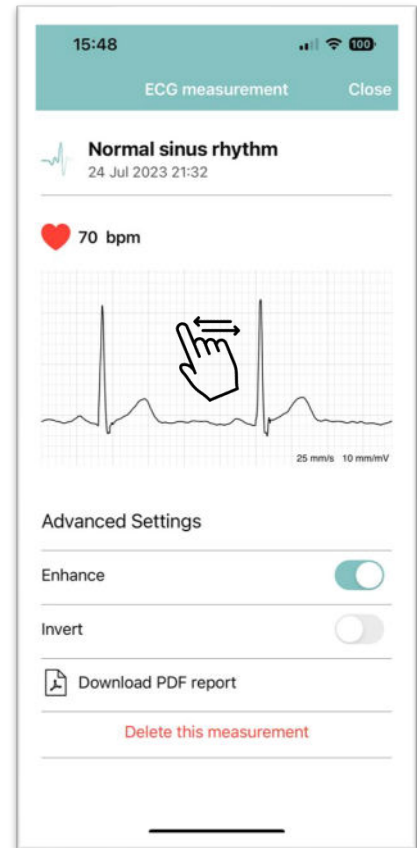 15:48
100
ECG measurement Close
Normal sinus rhythm
24 Jul 2023 21:32
70 bpm
25 mm/s 10 mm/mV
Advanced Settings
Enhance
Invert
Download PDF report
Delete this measurement